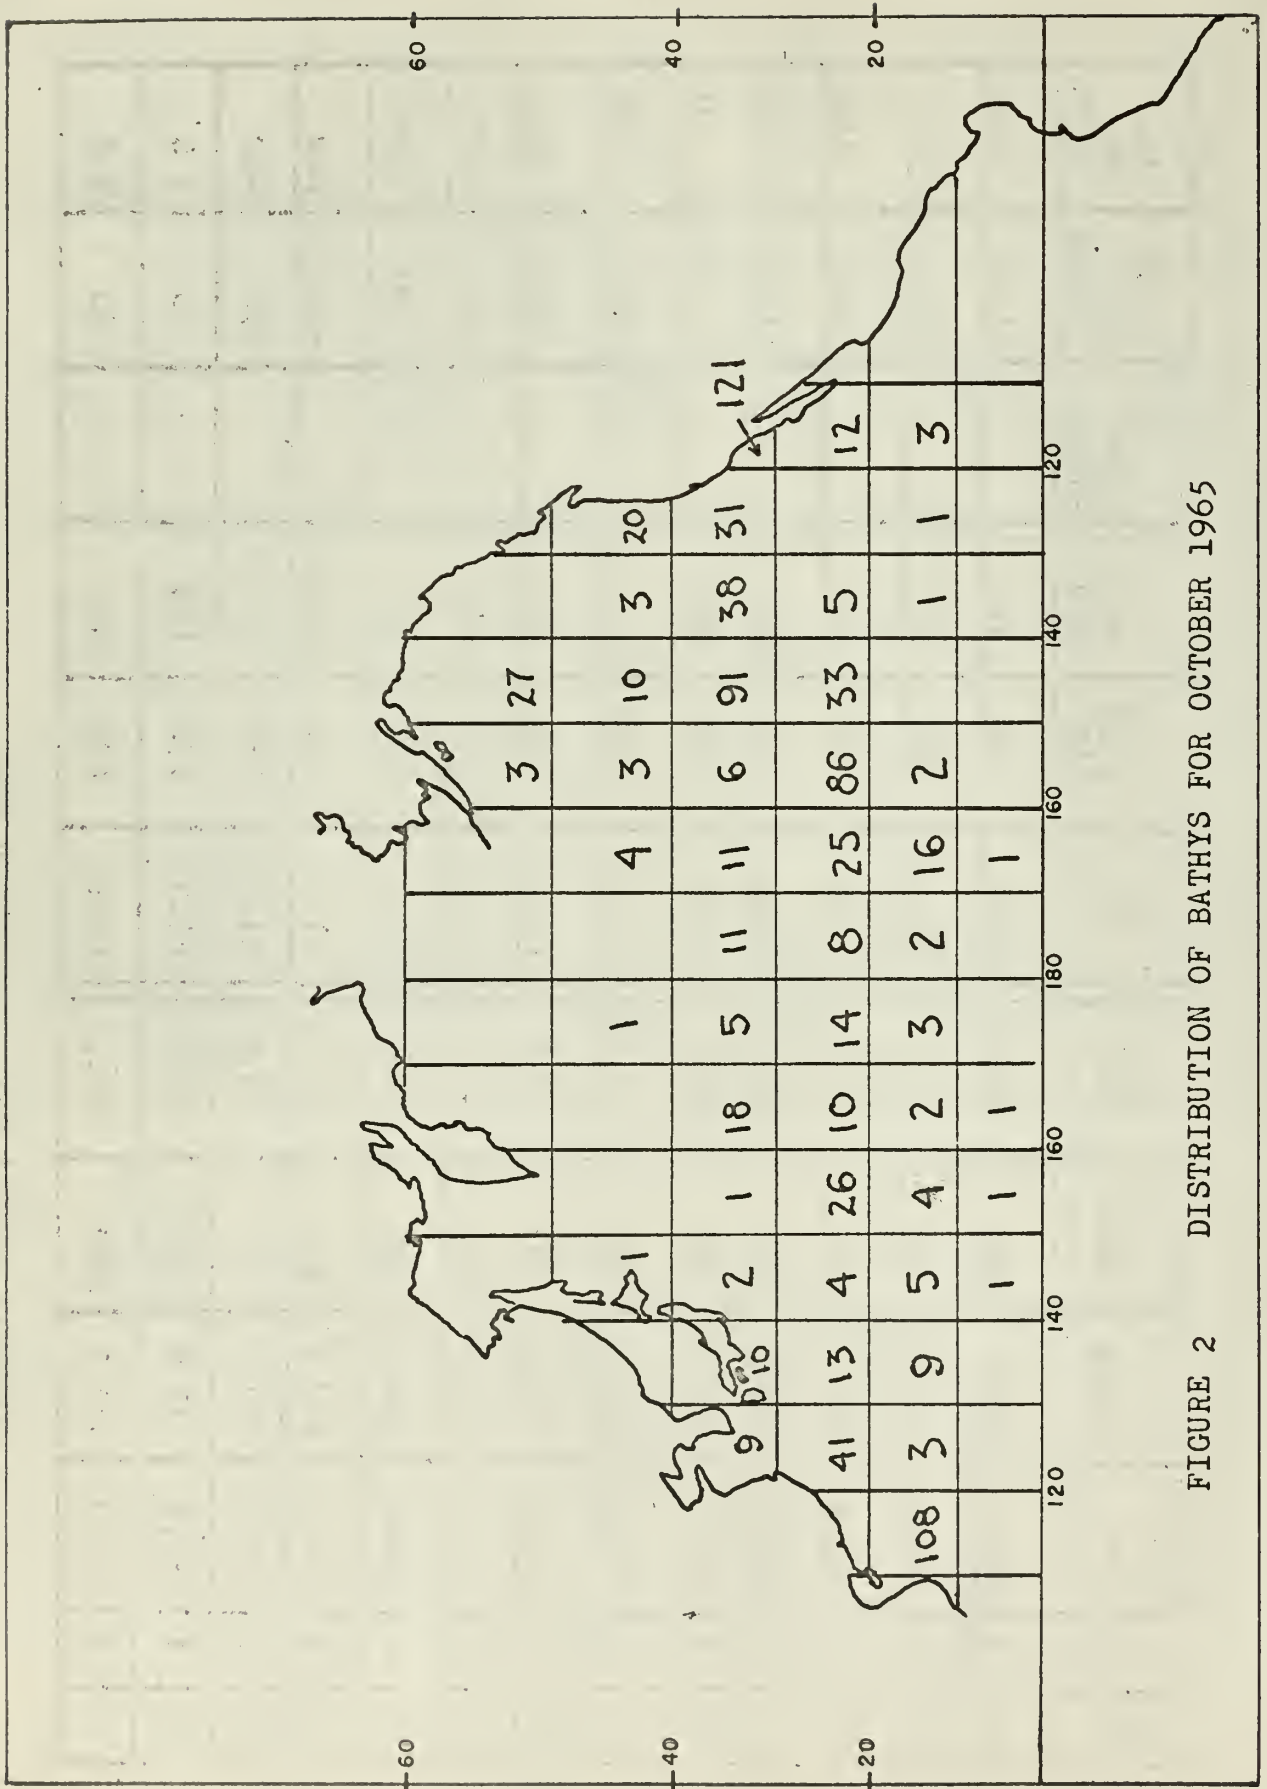 60 60
3 27
1 1 4 3 10 3 20
40 40
9 10 2 1 18 5 11 11 6 91 38 31 121
41 13 4 26 10 14 8 25 86 33 5 12
20 20
108 3 9 5 4 2 3 2 16 2 1 1 3
1 1 1 1
120 140 160 180 160 140 120
FIGURE 2 DISTRIBUTION OF BATHYS FOR OCTOBER 1965